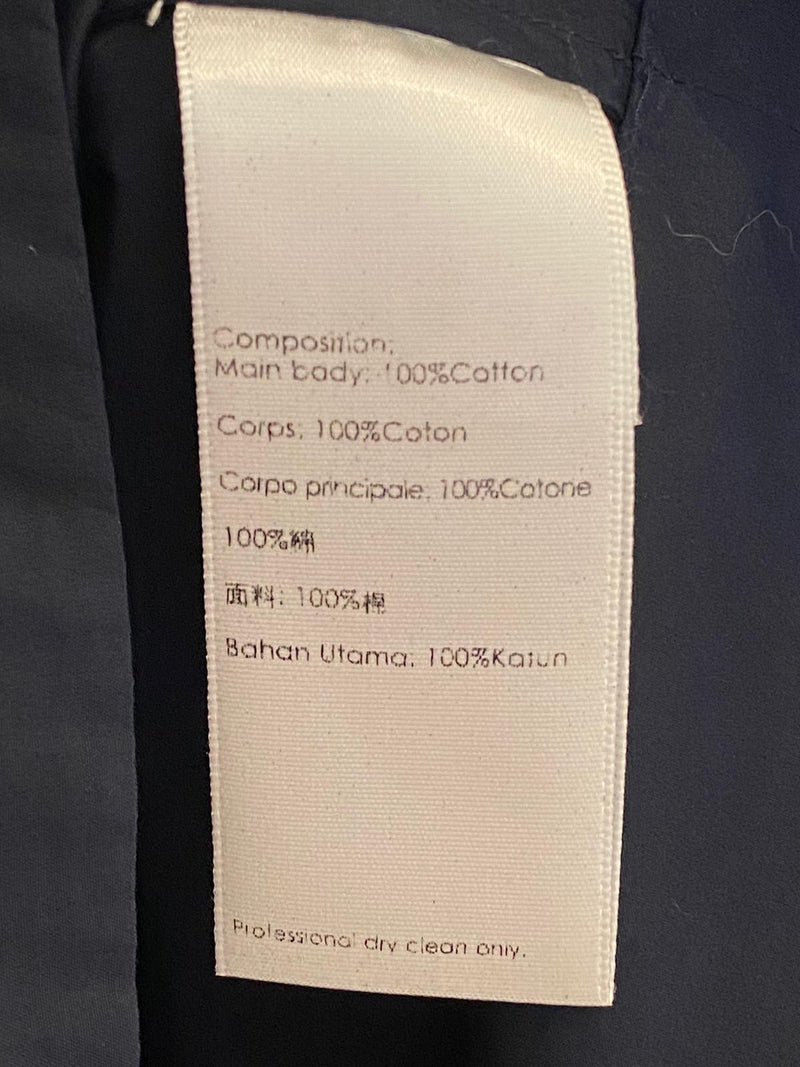 Composition:
Main body: 100%Cotton
Corps: 100%Coton
Corpo principale: 100%Cotone
100%綿
面料: 100%棉
Bahan Utama: 100%Katun
Professional dry clean only.